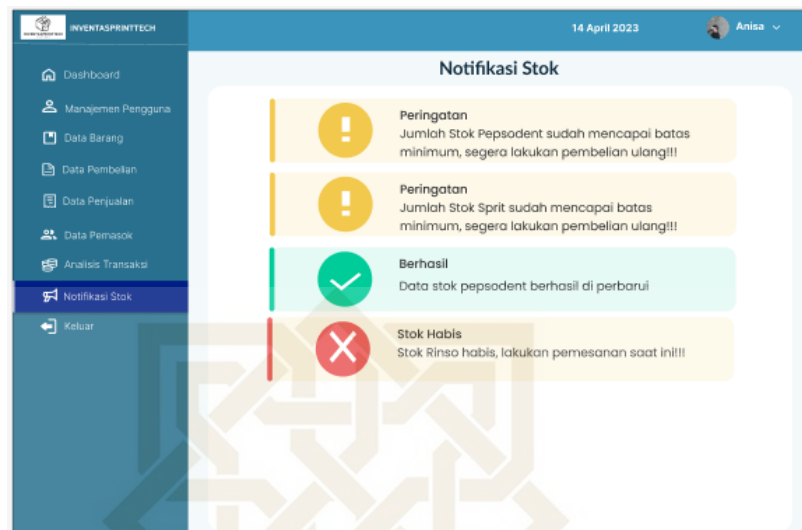 INVENTASPRINTTECH
14 April 2023
Anisa
Dashboard
Manajemen Pengguna
Data Barang
Data Pembelian
Data Penjualan
Data Pemasok
Analisis Transaksi
Notifikasi Stok
Keluar
Notifikasi Stok
Peringatan
Jumlah Stok Pepsodent sudah mencapai batas
minimum, segera lakukan pembelian ulang!!!
Peringatan
Jumlah Stok Sprit sudah mencapai batas
minimum, segera lakukan pembelian ulang!!!
Berhasil
Data stok pepsodent berhasil di perbarui
Stok Habis
Stok Rinso habis, lakukan pemesanan saat ini!!!